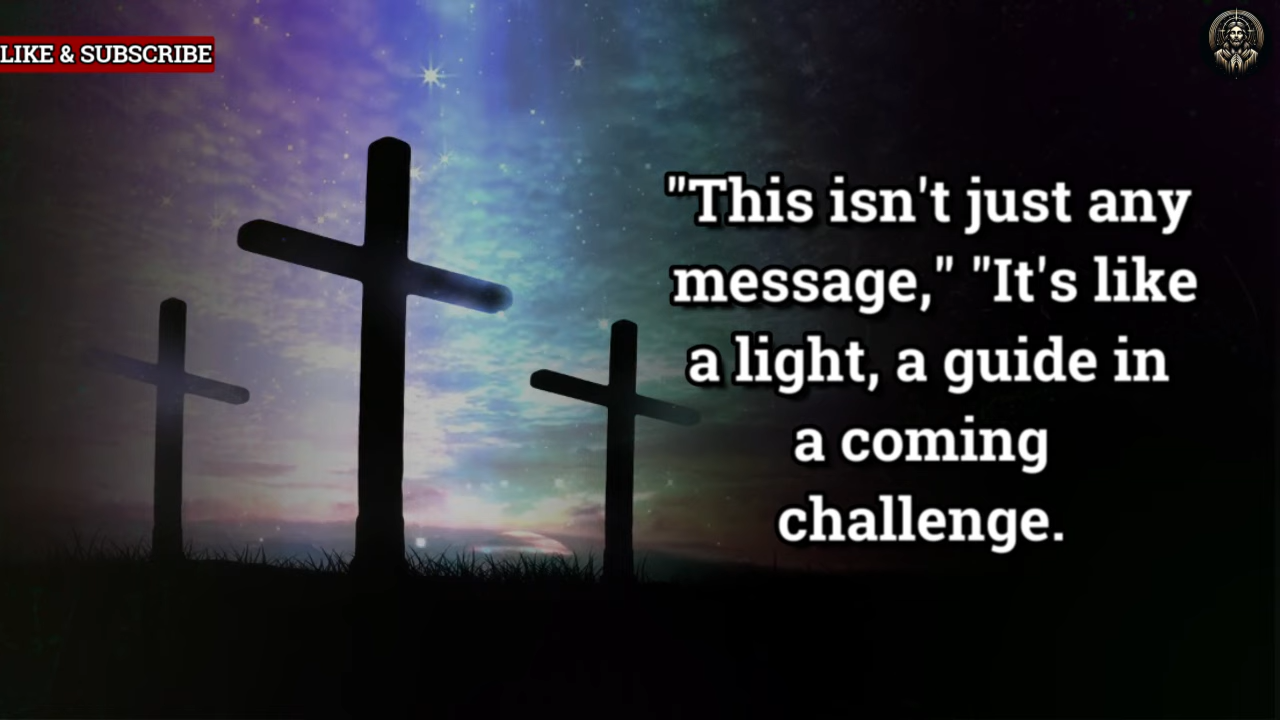 LIKE & SUBSCRIBE
"This isn't just any
message," "It's like
a light, a guide in
a coming
challenge.